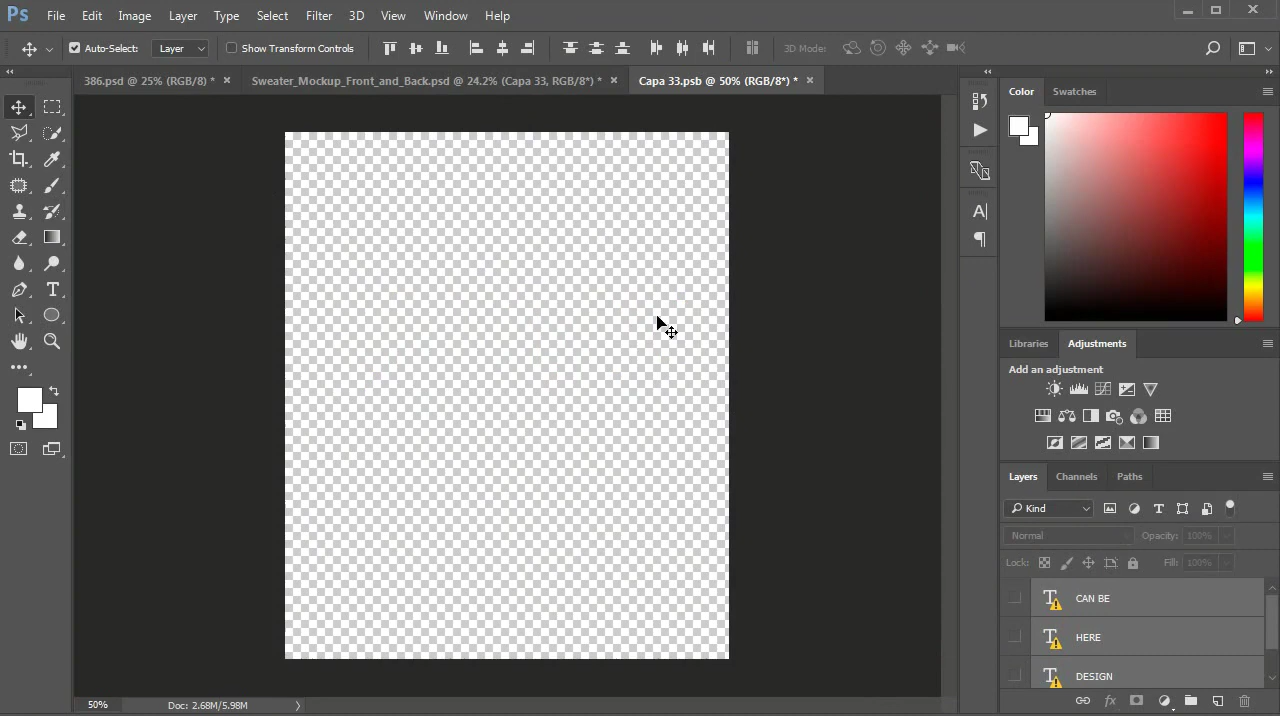 Ps File Edit Image Layer Type Select Filter 3D View Window Help
Auto-Select: Layer Show Transform Controls 3D Mode:
386.psd @ 25% (RGB/8) * Sweater_Mockup_Front_and_Back.psd @ 24.2% (Capa 33, RGB/8*) * Capa 33.psb @ 50% (RGB/8*) *
Color Swatches
Libraries Adjustments
Add an adjustment
Layers Channels Paths
Kind
Normal Opacity: 100%
Lock: Fill: 100%
CAN BE
HERE
DESIGN
50% Doc: 2.68M/5.98M